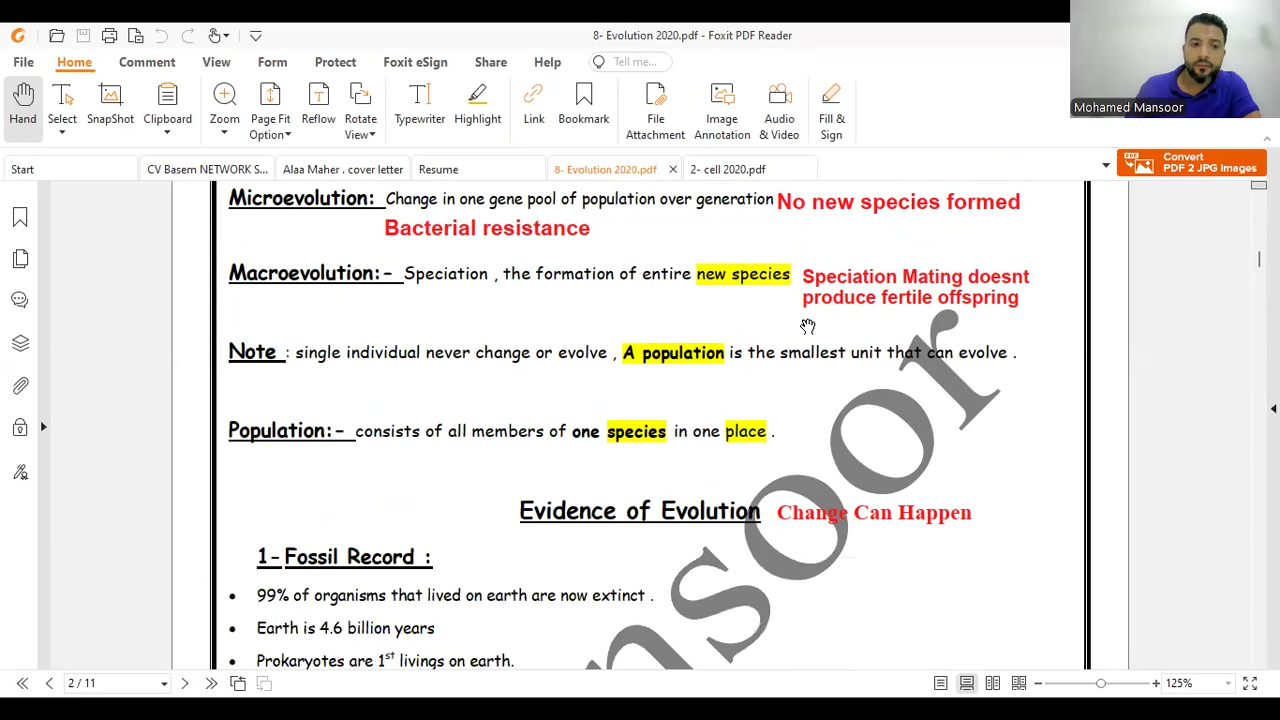 8- Evolution 2020.pdf - Foxit PDF Reader
File Home Comment View Form Protect Foxit eSign Share Help Tell me...
Hand Select SnapShot Clipboard Zoom Page Fit Option Reflow Rotate View Typewriter Highlight Link Bookmark File Attachment Image Annotation Audio & Video Fill & Sign
Mohamed Mansoor
Start CV Basem NETWORK S... Alaa Maher . cover letter Resume 8- Evolution 2020.pdf 2- cell 2020.pdf
Convert
PDF 2 JPG Images
Microevolution: Change in one gene pool of population over generation No new species formed
Bacterial resistance
Macroevolution:- Speciation , the formation of entire new species Speciation Mating doesnt
produce fertile offspring
Note : single individual never change or evolve , A population is the smallest unit that can evolve .
Population:- consists of all members of one species in one place .
Evidence of Evolution Change Can Happen
1- Fossil Record :
• 99% of organisms that lived on earth are now extinct .
• Earth is 4.6 billion years
• Prokaryotes are 1st livings on earth.
nsoor
2 / 11 125%